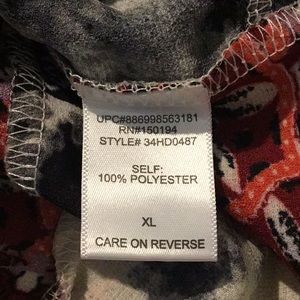 UPC#886998563181
RN#150194
STYLE# 34HD0487
SELF:
100% POLYESTER
XL
CARE ON REVERSE